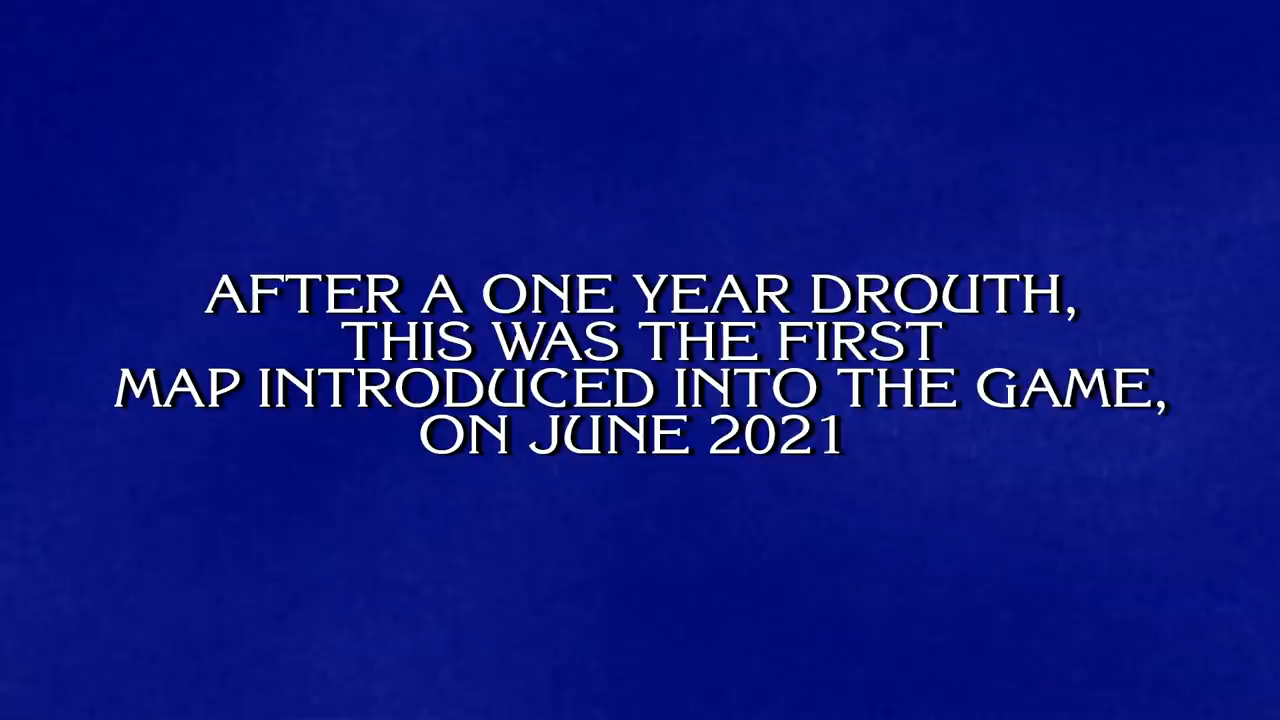 AFTER A ONE YEAR DROUTH,
THIS WAS THE FIRST
MAP INTRODUCED INTO THE GAME,
ON JUNE 2021